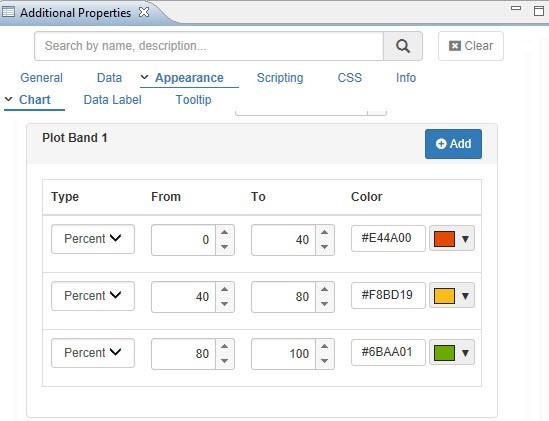 Additional Properties
Search by name, description...
Clear
General Data Appearance Scripting CSS Info
Chart Data Label Tooltip
Plot Band 1
Add
Type From To Color
Percent 0 40 #E44A00
Percent 40 80 #F8BD19
Percent 80 100 #6BAA01